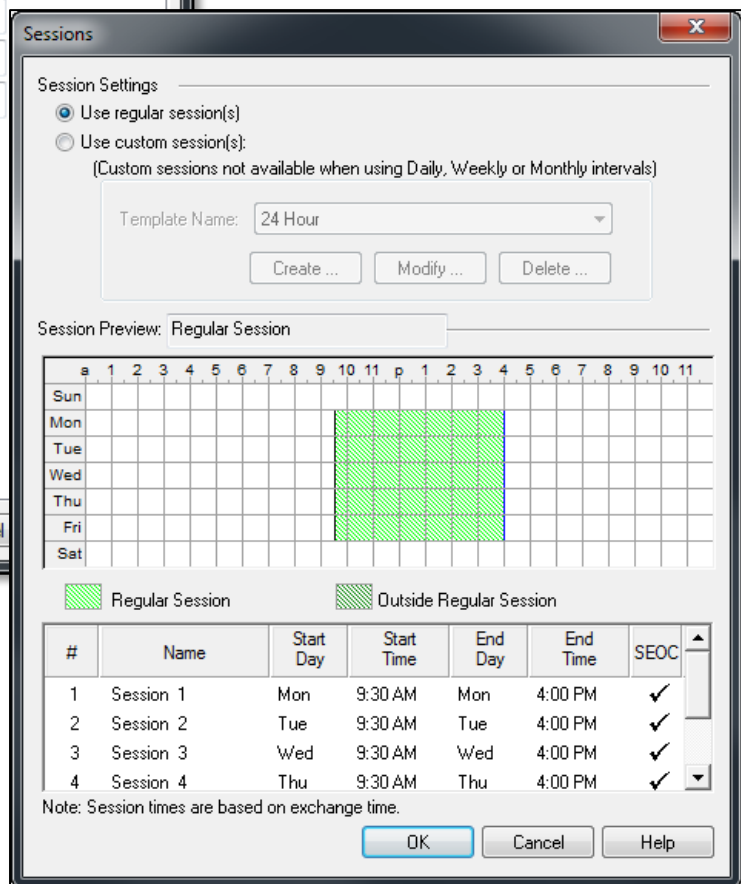 Sessions
Session Settings
Use regular session(s)
Use custom session(s):
(Custom sessions not available when using Daily, Weekly or Monthly intervals)
Template Name: 24 Hour
Create ... Modify ... Delete ...
Session Preview: Regular Session
a 1 2 3 4 5 6 7 8 9 10 11 p 1 2 3 4 5 6 7 8 9 10 11
Sun
Mon
Tue
Wed
Thu
Fri
Sat
Regular Session Outside Regular Session
# Name Start Day Start Time End Day End Time SEOC
1 Session 1 Mon 9:30 AM Mon 4:00 PM ✓
2 Session 2 Tue 9:30 AM Tue 4:00 PM ✓
3 Session 3 Wed 9:30 AM Wed 4:00 PM ✓
4 Session 4 Thu 9:30 AM Thu 4:00 PM ✓
Note: Session times are based on exchange time.
OK Cancel Help